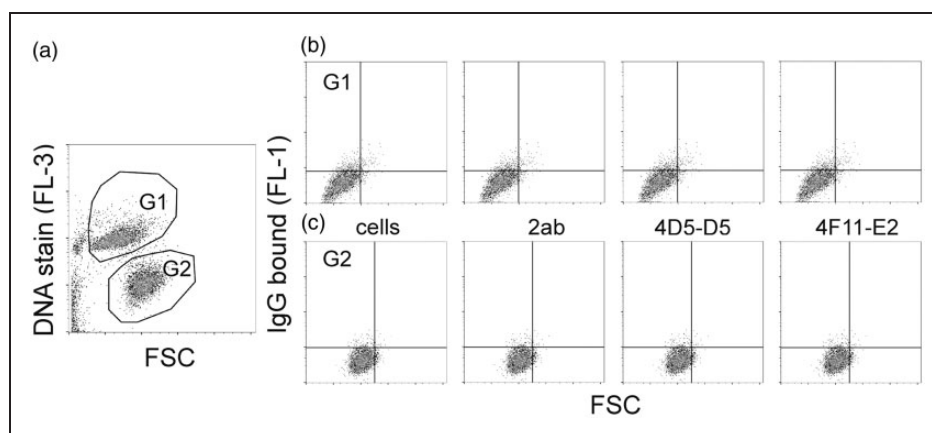 (a)
DNA stain (FL-3)
G1
G2
FSC
(b)
IgG bound (FL-1)
G1
cells
2ab
4D5-D5
4F11-E2
(c)
G2
FSC